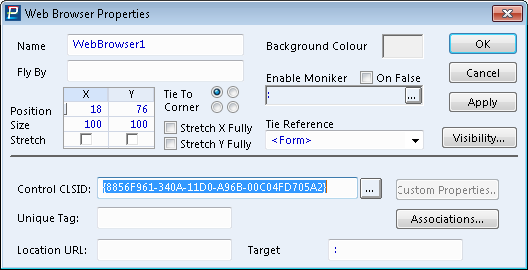 Web Browser Properties
Name WebBrowser1 Background Colour OK
Fly By Enable Moniker On False Cancel
: ... Apply
X Y Tie To Corner
Position 18 76
Size 100 100 Stretch X Fully Tie Reference
Stretch Stretch Y Fully <Form> Visibility...
Control CLSID: {8856F961-340A-11D0-A96B-00C04FD705A2} ... Custom Properties...
Unique Tag: Associations...
Location URL: Target :